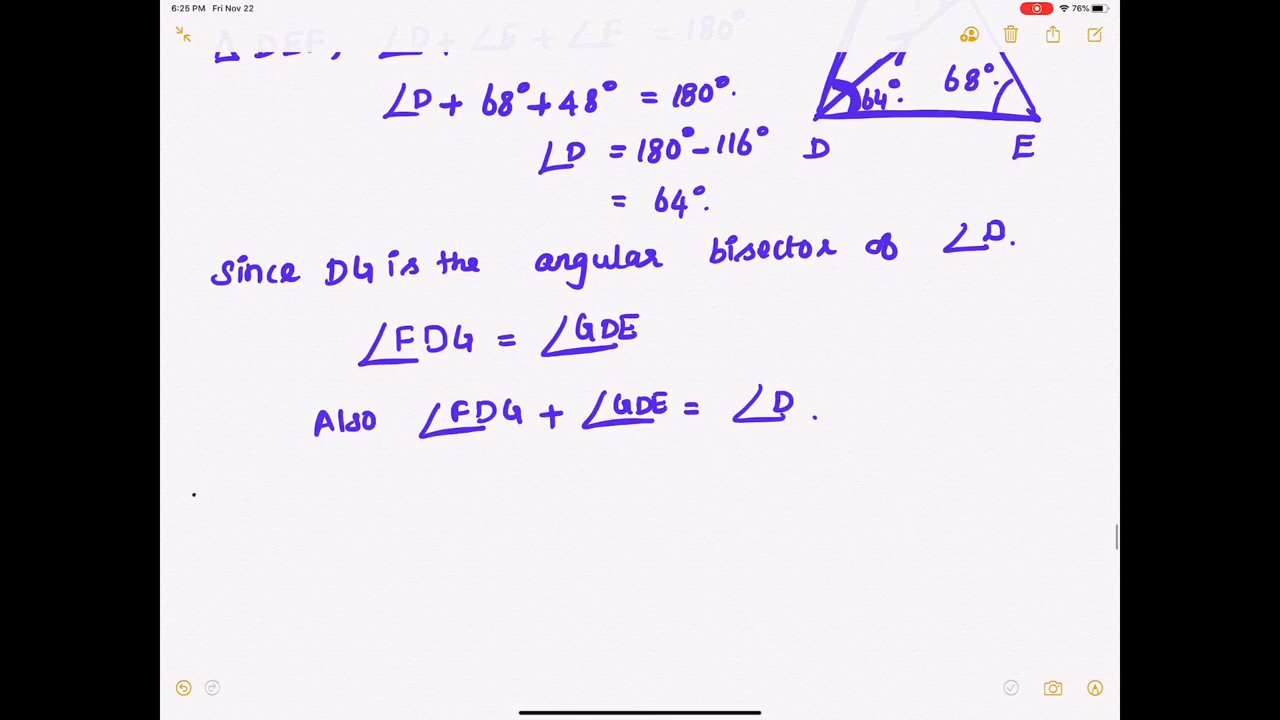 6:25 PM Fri Nov 22
76%
∠D + ∠E + ∠F = 180°
∠D + 68° + 48° = 180°.
64°. 68°.
∠D = 180° - 116°
D E
= 64°.
Since DG is the angular bisector of ∠D.
∠FDG = ∠GDE
Also ∠FDG + ∠GDE = ∠D .